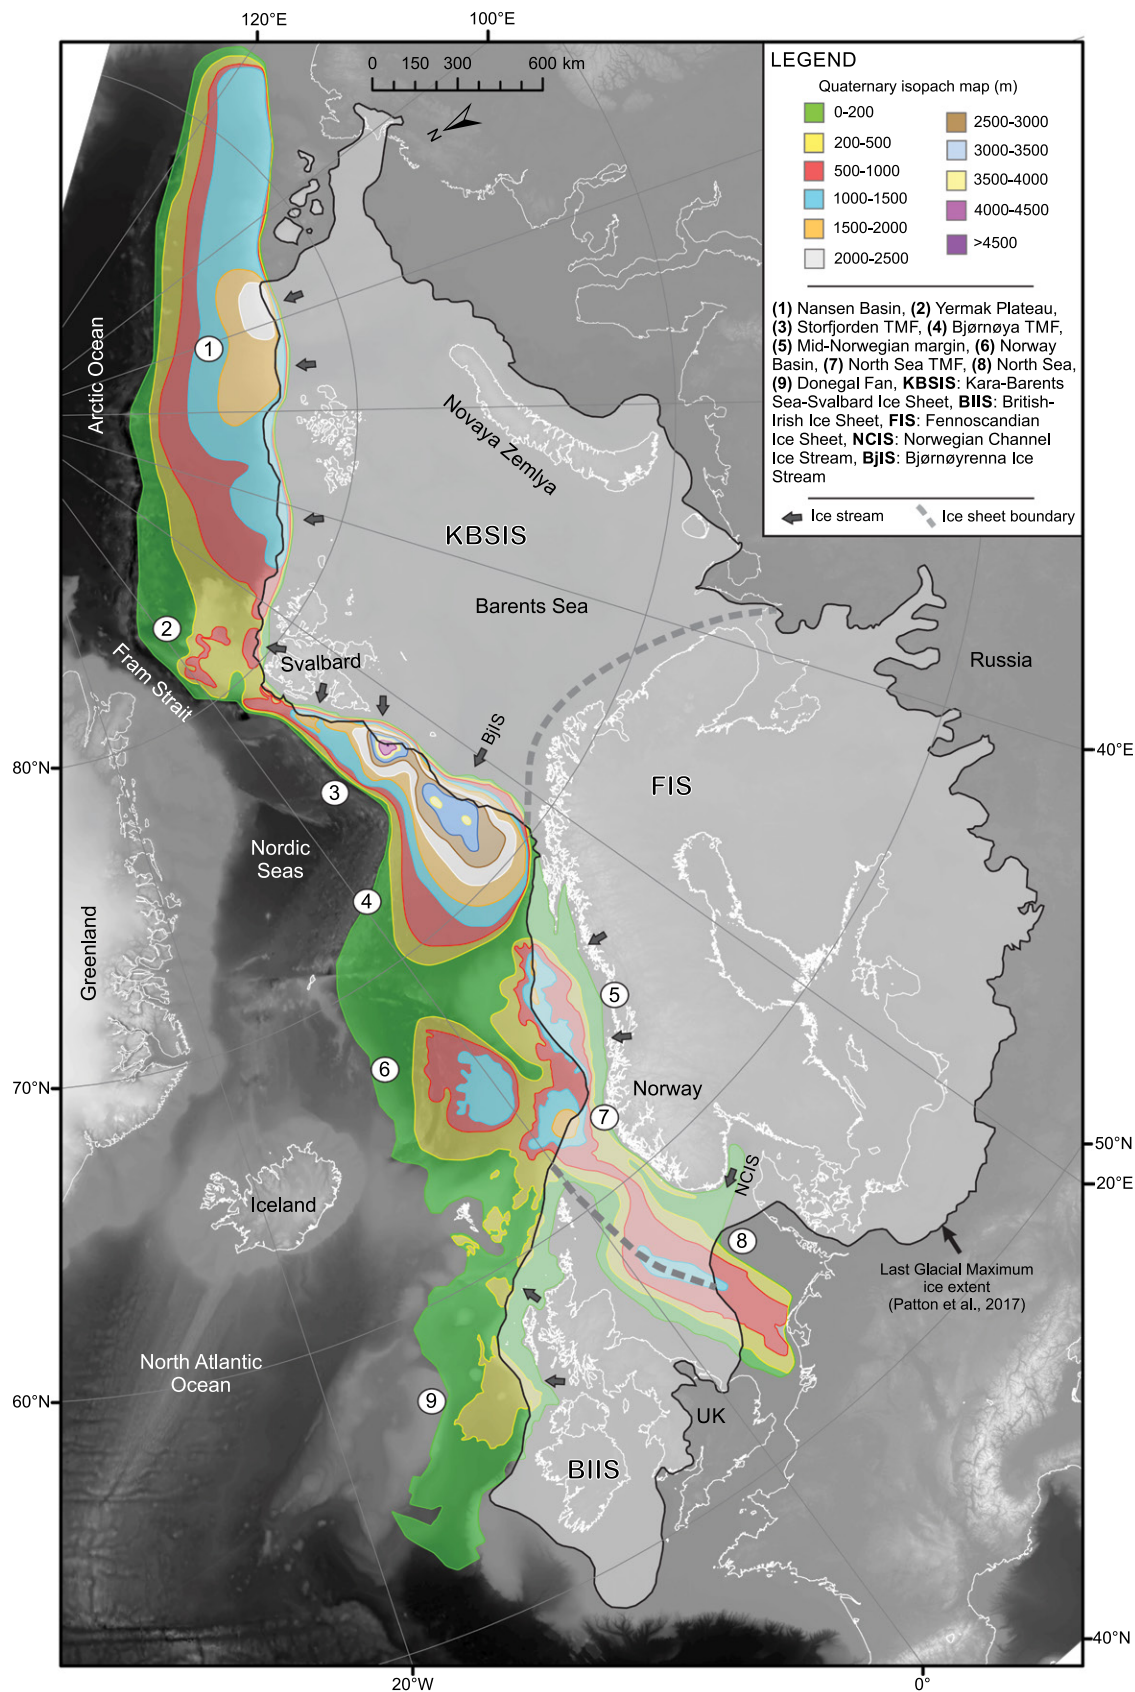 120°E
100°E
0 150 300 600 km
N
LEGEND
Quaternary isopach map (m)
0-200
200-500
500-1000
1000-1500
1500-2000
2000-2500
2500-3000
3000-3500
3500-4000
4000-4500
>4500
(1) Nansen Basin, (2) Yermak Plateau,
(3) Storfjorden TMF, (4) Bjørnøya TMF,
(5) Mid-Norwegian margin, (6) Norway
Basin, (7) North Sea TMF, (8) North Sea,
(9) Donegal Fan, KBSIS: Kara-Barents
Sea-Svalbard Ice Sheet, BIIS: British-
Irish Ice Sheet, FIS: Fennoscandian
Ice Sheet, NCIS: Norwegian Channel
Ice Stream, BjIS: Bjørnøyrenna Ice
Stream
Ice stream
Ice sheet boundary
Arctic Ocean
1
Novaya Zemlya
KBSIS
Barents Sea
2
Fram Strait
Svalbard
Russia
BjIS
40°E
80°N
3
FIS
Nordic
Seas
4
Greenland
5
6
70°N
Norway
7
50°N
NCIS
20°E
Iceland
8
Last Glacial Maximum
ice extent
(Patton et al., 2017)
North Atlantic
Ocean
60°N
9
UK
BIIS
40°N
20°W
0°